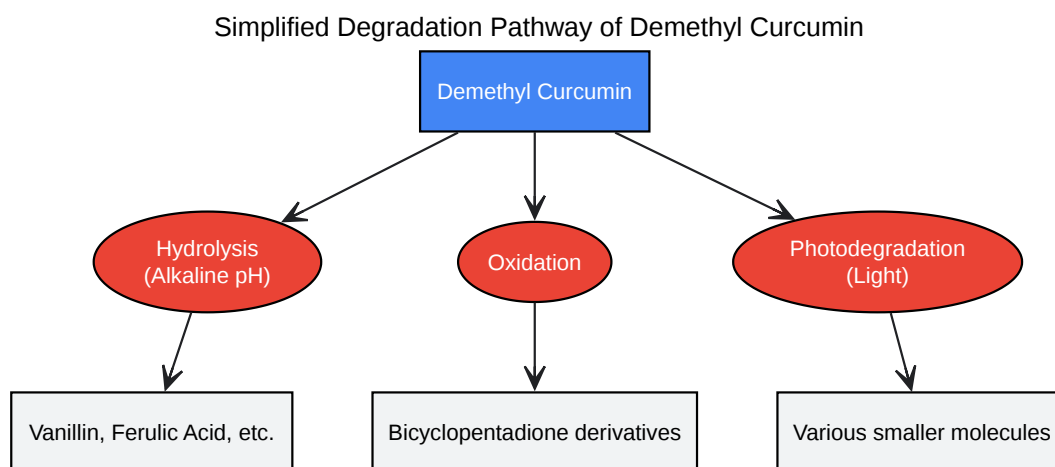 Simplified Degradation Pathway of Demethyl Curcumin
Demethyl Curcumin
Hydrolysis
(Alkaline pH)
Oxidation
Photodegradation
(Light)
Vanillin, Ferulic Acid, etc.
Bicyclopentadione derivatives
Various smaller molecules